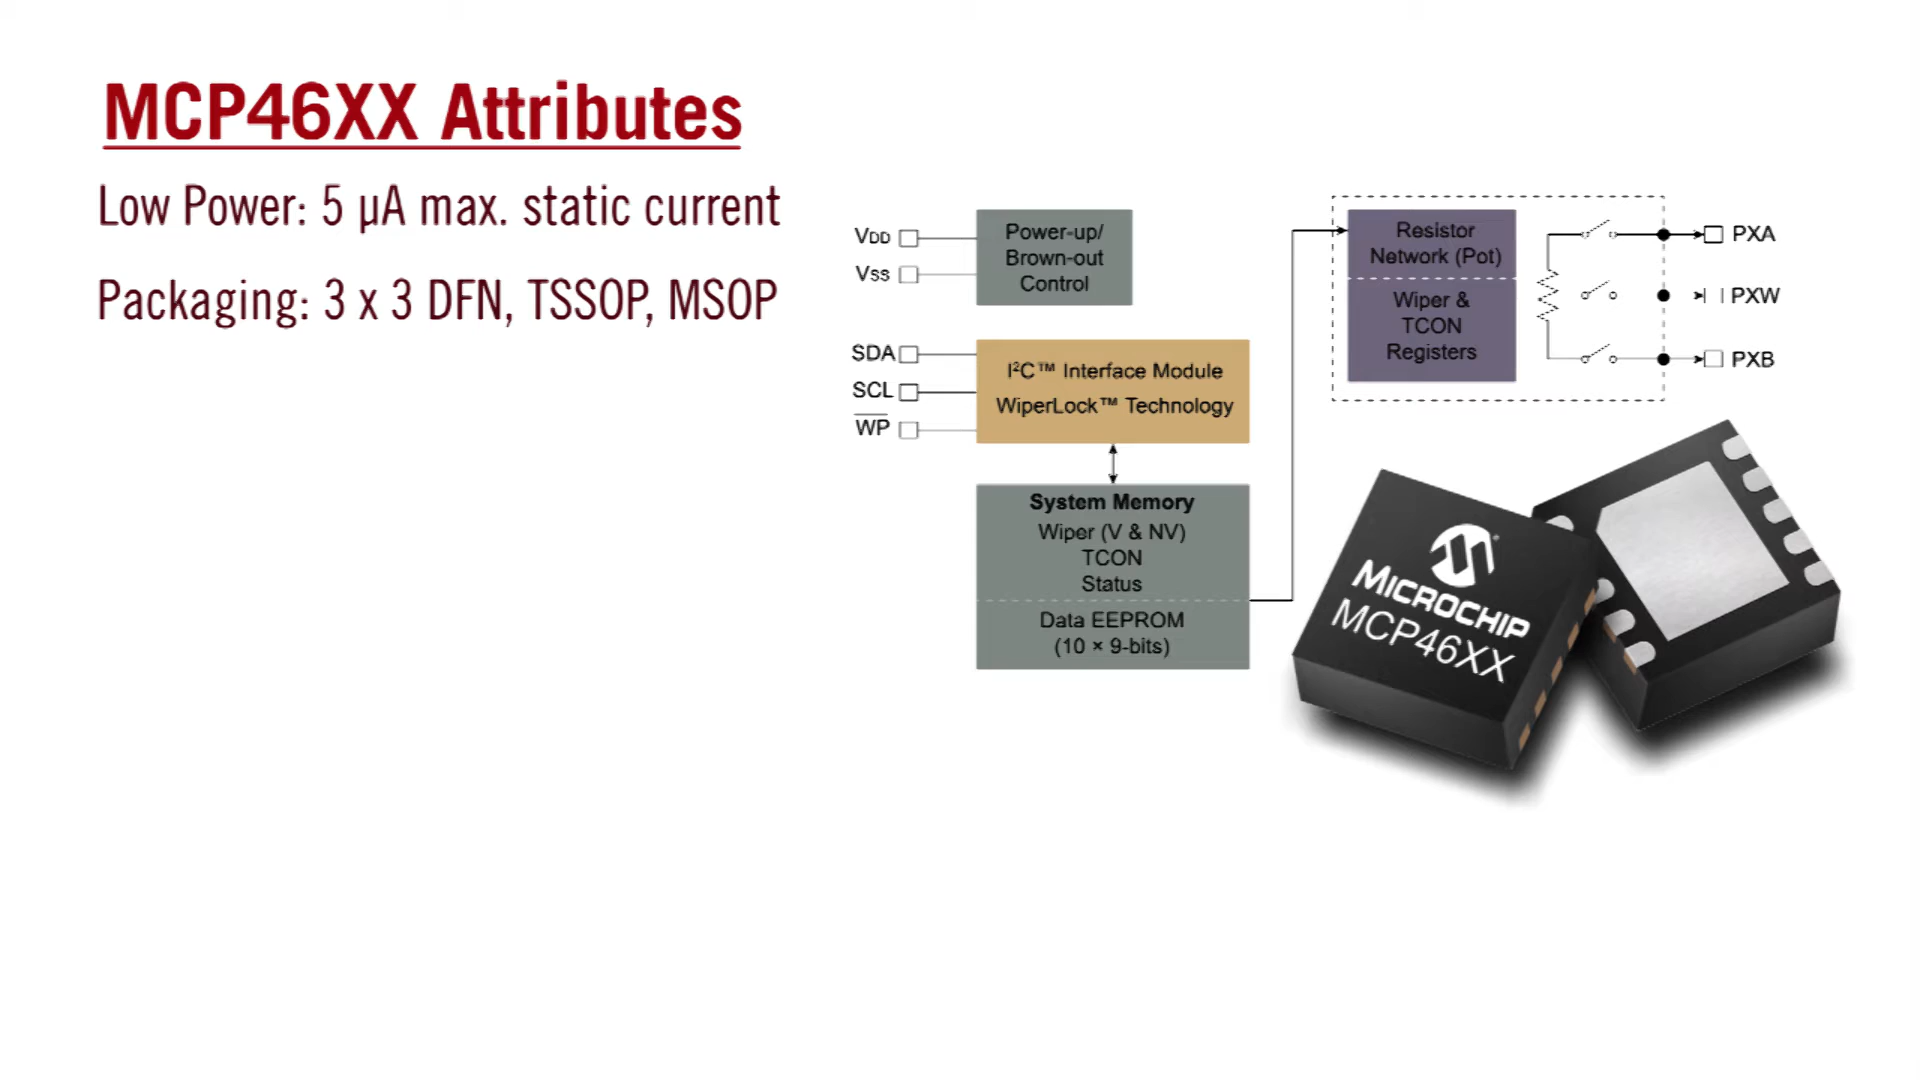 MCP46XX Attributes
Low Power: 5 µA max. static current
Packaging: 3 x 3 DFN, TSSOP, MSOP
VDD
VSS
Power-up/
Brown-out
Control
SDA
SCL
WP
I²C™ Interface Module
WiperLock™ Technology
System Memory
Wiper (V & NV)
TCON
Status
Data EEPROM
(10 × 9-bits)
Resistor
Network (Pot)
Wiper &
TCON
Registers
PXA
PXW
PXB
MICROCHIP
MCP46XX